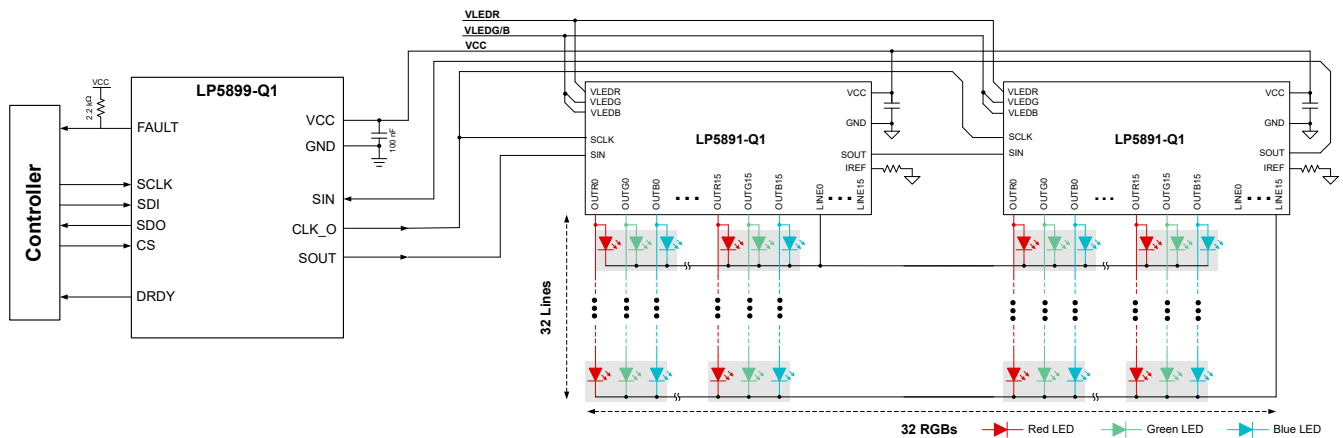 VLEDR
VLEDG/B
VCC
Controller
VCC
2.2 kΩ
LP5899-Q1
FAULT
SCLK
SDI
SDO
CS
DRDY
VCC
GND
100 nF
SIN
CLK_O
SOUT
VLEDR
VLEDG
VLEDB
SCLK
SIN
LP5891-Q1
VCC
GND
SOUT
IREF
OUTR0
OUTG0
OUTB0
OUTR15
OUTG15
OUTB15
LINE0
LINE15
VLEDR
VLEDG
VLEDB
SCLK
SIN
LP5891-Q1
VCC
GND
SOUT
IREF
OUTR0
OUTG0
OUTB0
OUTR15
OUTG15
OUTB15
LINE0
LINE15
32 Lines
32 RGBs
Red LED
Green LED
Blue LED